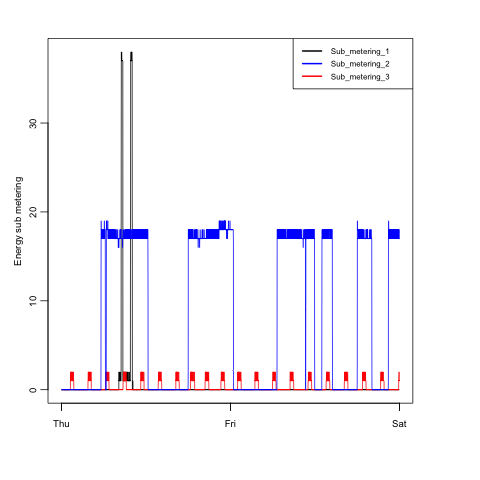 Sub_metering_1
Sub_metering_2
Sub_metering_3
Energy sub metering
30
20
10
0
Thu Fri Sat